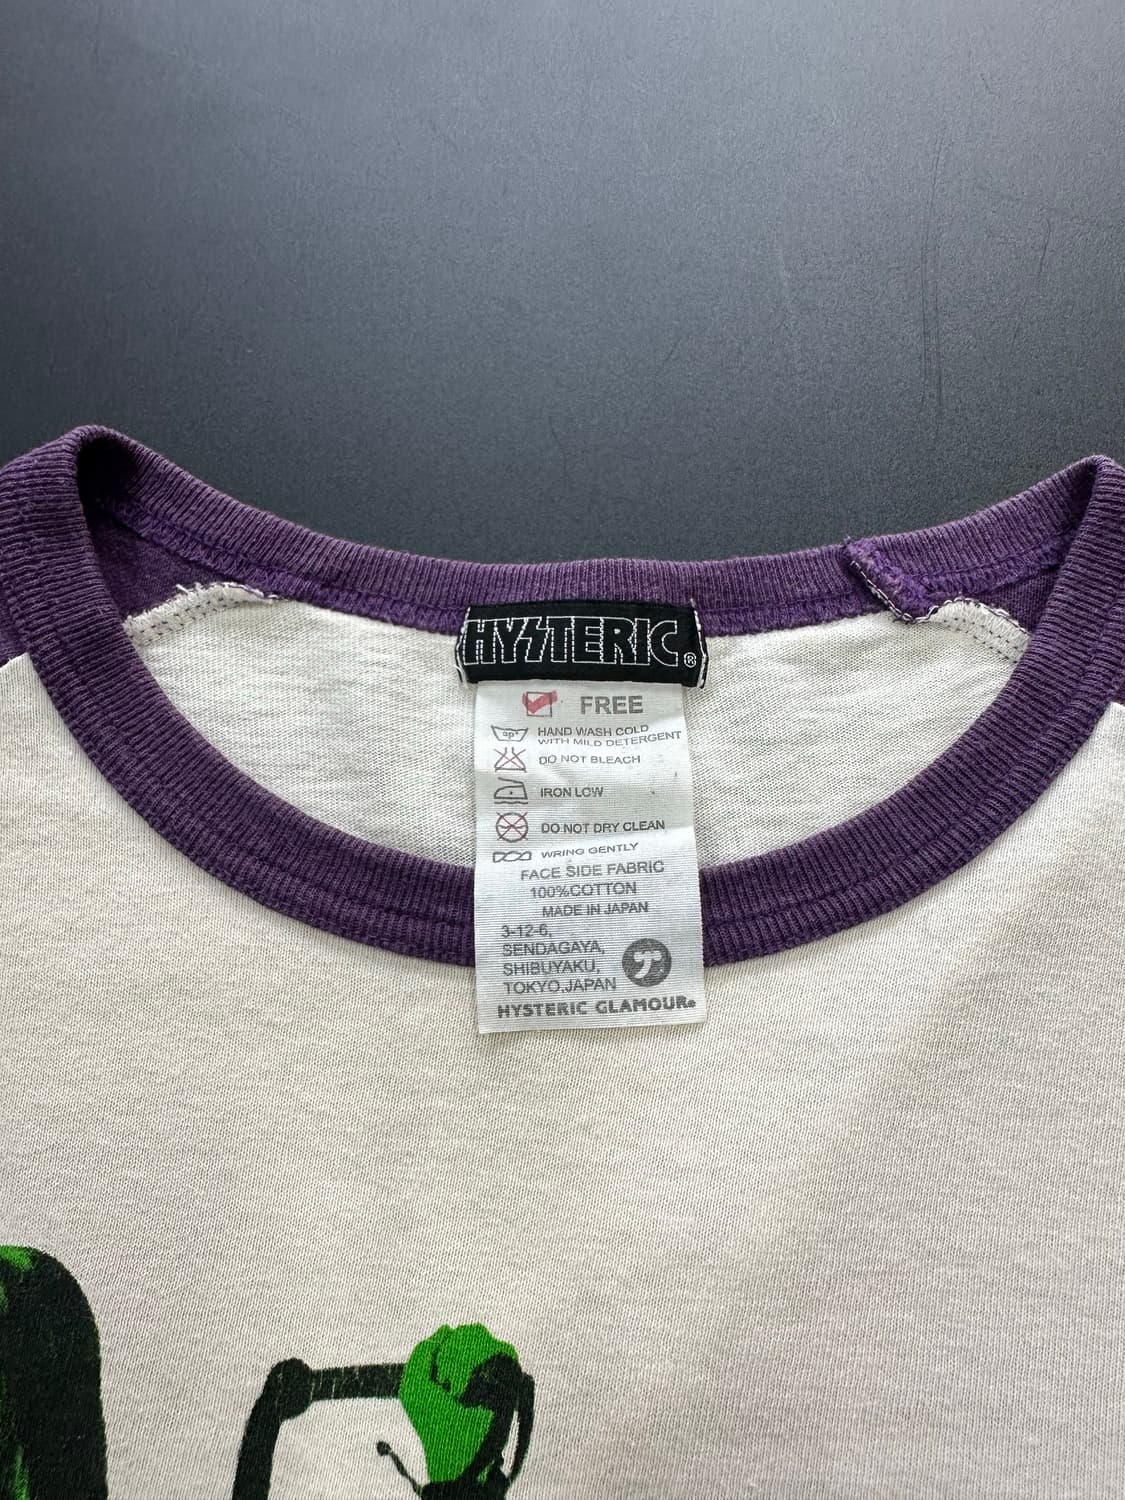 HYSTERIC®
FREE
HAND WASH COLD
WITH MILD DETERGENT
DO NOT BLEACH
IRON LOW
DO NOT DRY CLEAN
WRING GENTLY
FACE SIDE FABRIC
100%COTTON
MADE IN JAPAN
3-12-6,
SENDAGAYA,
SHIBUYAKU,
TOKYO,JAPAN
HYSTERIC GLAMOUR®